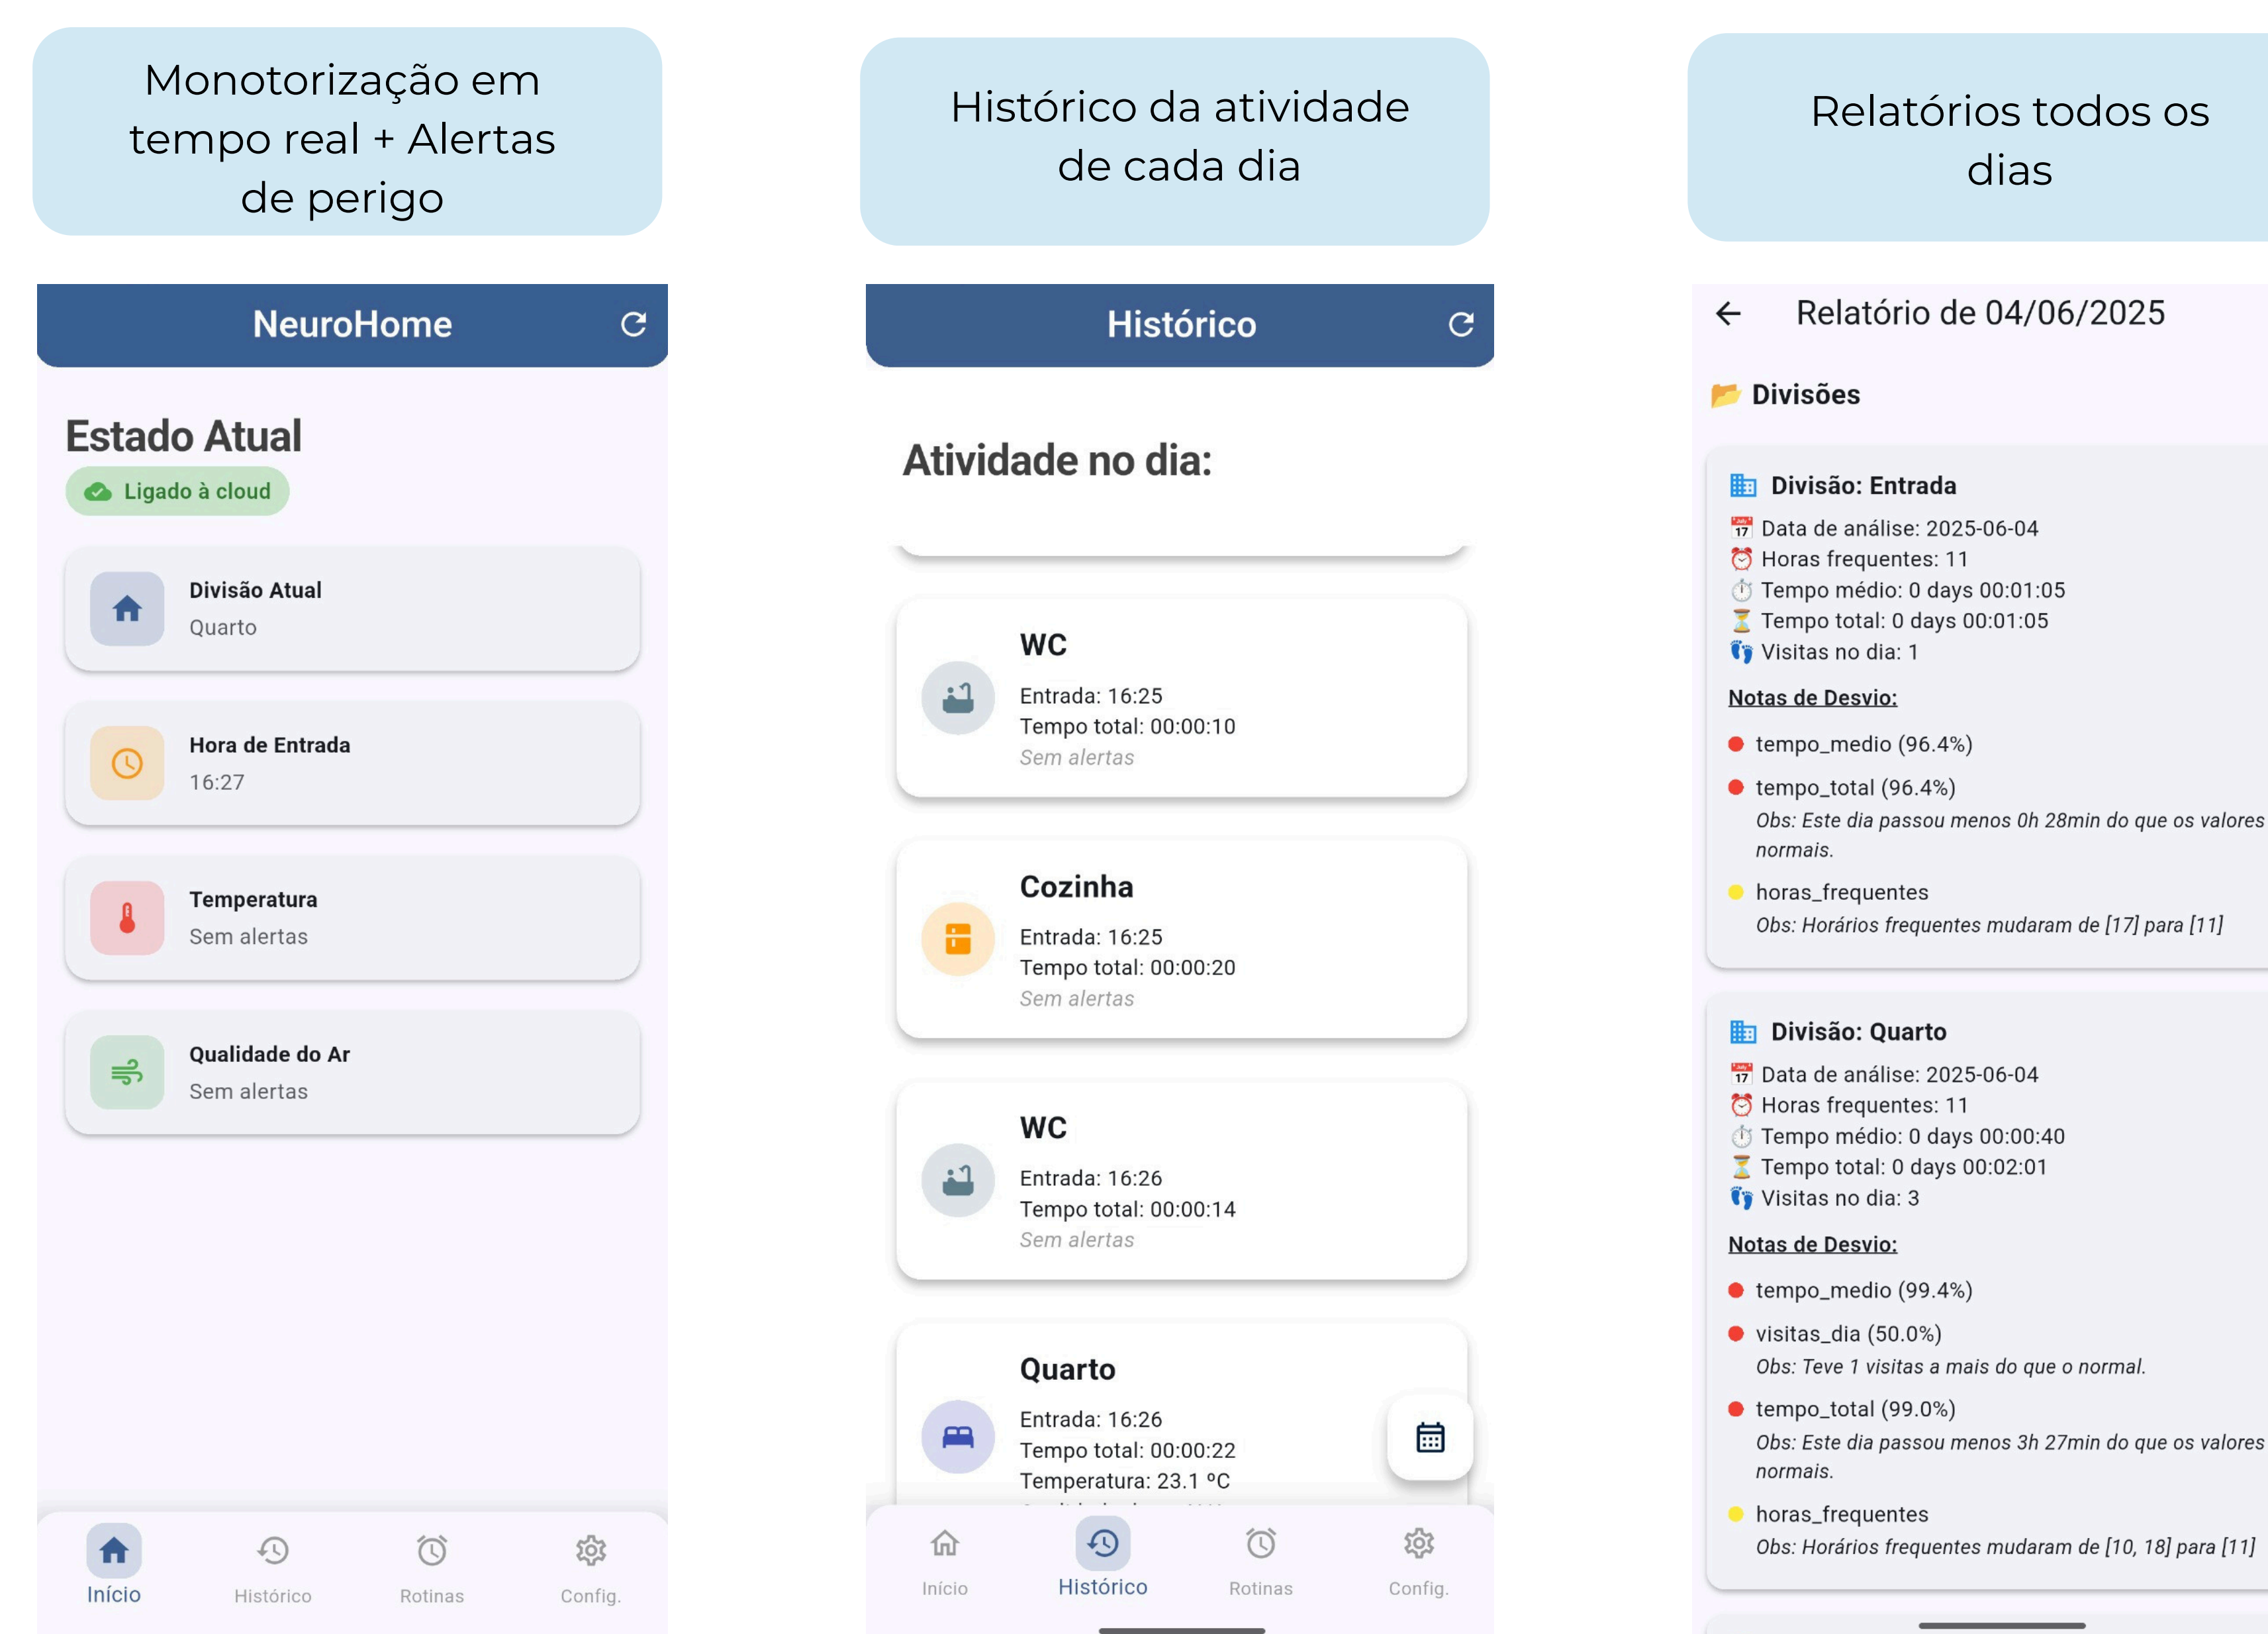 Monotorização em
tempo real + Alertas
de perigo
NeuroHome
Estado Atual
Ligado à cloud
Divisão Atual
Quarto
Hora de Entrada
16:27
Temperatura
Sem alertas
Qualidade do Ar
Sem alertas
Início
Histórico
Rotinas
Config.
Histórico da atividade
de cada dia
Histórico
Atividade no dia:
WC
Entrada: 16:25
Tempo total: 00:00:10
Sem alertas
Cozinha
Entrada: 16:25
Tempo total: 00:00:20
Sem alertas
WC
Entrada: 16:26
Tempo total: 00:00:14
Sem alertas
Quarto
Entrada: 16:26
Tempo total: 00:00:22
Temperatura: 23.1 ºC
Início
Histórico
Rotinas
Config.
Relatórios todos os
dias
Relatório de 04/06/2025
Divisões
Divisão: Entrada
Data de análise: 2025-06-04
Horas frequentes: 11
Tempo médio: 0 days 00:01:05
Tempo total: 0 days 00:01:05
Visitas no dia: 1
Notas de Desvio:
tempo_medio (96.4%)
tempo_total (96.4%)
Obs: Este dia passou menos 0h 28min do que os valores
normais.
horas_frequentes
Obs: Horários frequentes mudaram de [17] para [11]
Divisão: Quarto
Data de análise: 2025-06-04
Horas frequentes: 11
Tempo médio: 0 days 00:00:40
Tempo total: 0 days 00:02:01
Visitas no dia: 3
Notas de Desvio:
tempo_medio (99.4%)
visitas_dia (50.0%)
Obs: Teve 1 visitas a mais do que o normal.
tempo_total (99.0%)
Obs: Este dia passou menos 3h 27min do que os valores
normais.
horas_frequentes
Obs: Horários frequentes mudaram de [10, 18] para [11]